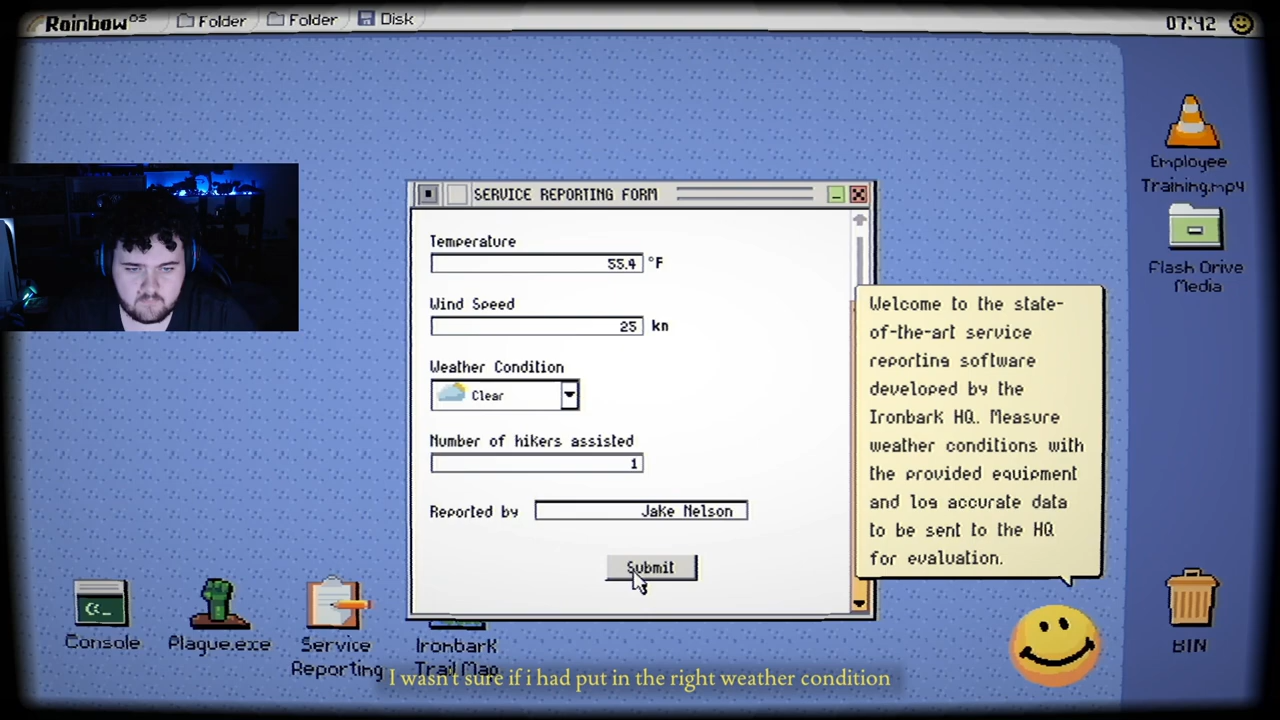 Rainbow OS
Folder
Folder
Disk
07:42
Employee
Training.mp4
Flash Drive
Media
SERVICE REPORTING FORM
Temperature
55.4 °F
Wind Speed
25 kn
Weather Condition
Clear
Number of hikers assisted
1
Reported by Jake Nelson
Submit
Welcome to the state-
of-the-art service
reporting software
developed by the
Ironbark HQ. Measure
weather conditions with
the provided equipment
and log accurate data
to be sent to the HQ
for evaluation.
Console
Plague.exe
Service
Reporting
Ironbark
Trail Map
BIN
I wasn't sure if i had put in the right weather condition